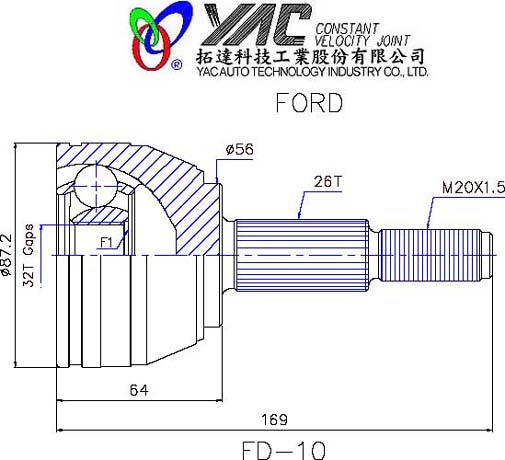 YAC CONSTANT
VELOCITY JOINT
拓達科技工業股份有限公司
YAC AUTO TECHNOLOGY INDUSTRY CO., LTD.
FORD
ø56
26T
M20X1.5
F1
32T Gaps
ø87.2
64
169
FD-10